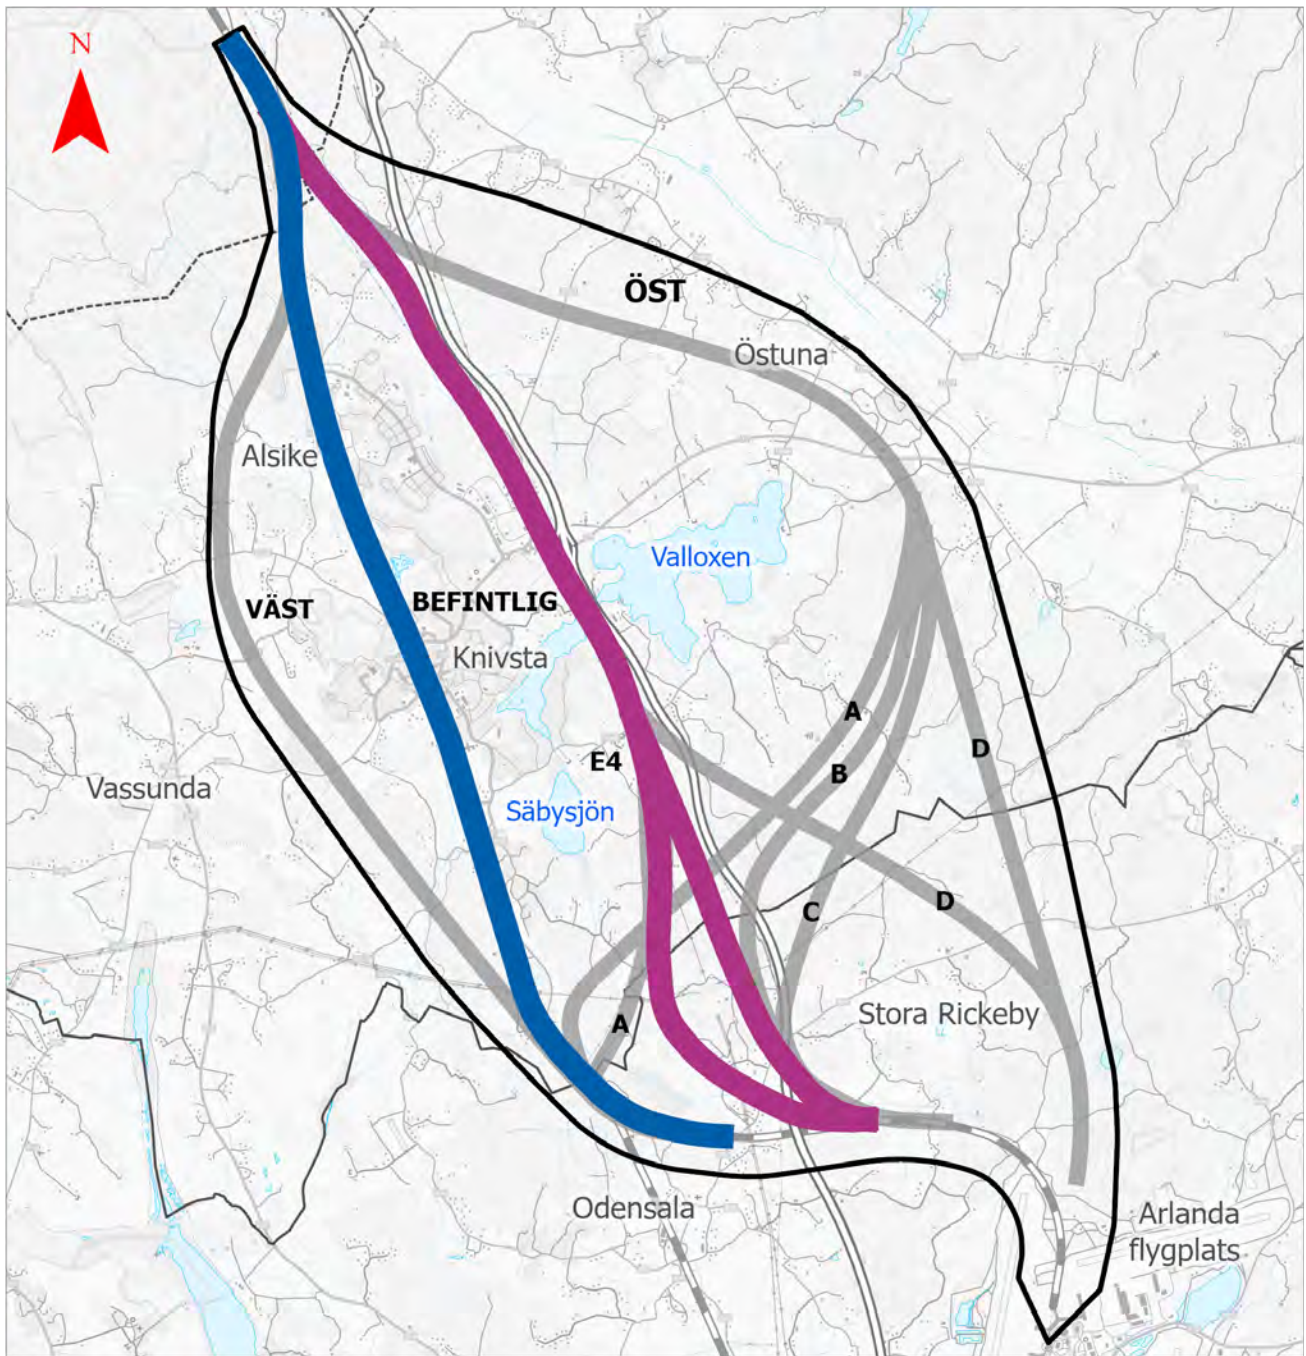 N
ÖST
Östuna
Alsike
Valloxen
VÄST
BEFINTLIG
Knivsta
A
D
E4
B
Vassunda
Säbysjön
D
C
Stora Rickeby
A
Odensala
Arlanda
flygplats